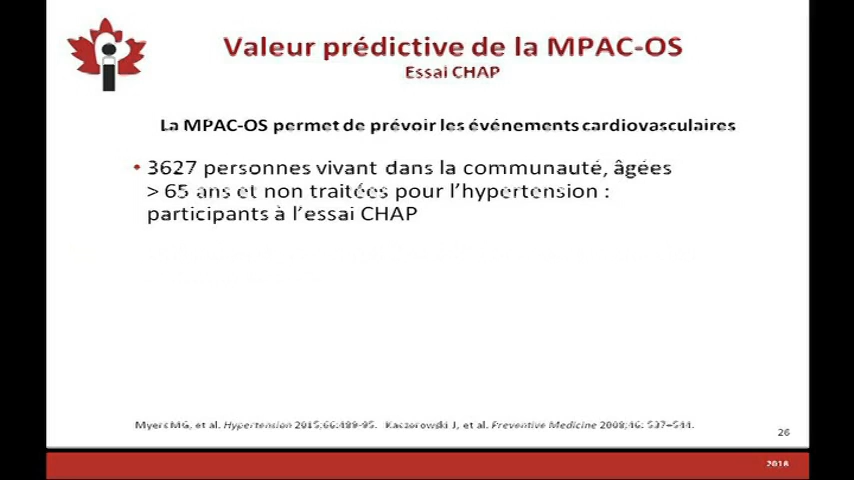 Valeur prédictive de la MPAC-OS
Essai CHAP
La MPAC-OS permet de prévoir les événements cardiovasculaires
• 3627 personnes vivant dans la communauté, âgées
> 65 ans et non traitées pour l'hypertension :
participants à l'essai CHAP
Myers MG, et al. Hypertension 2015;66:489-95. Kaczorowski J, et al. Preventive Medicine 2008;46: 537–544.
26
2016